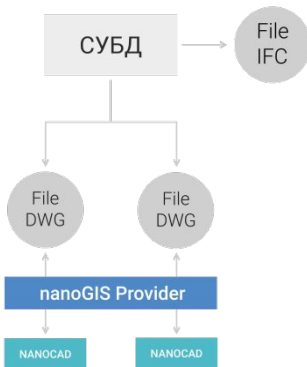 СУБД
File
IFC
File
DWG
File
DWG
nanoGIS Provider
NANOCAD
NANOCAD